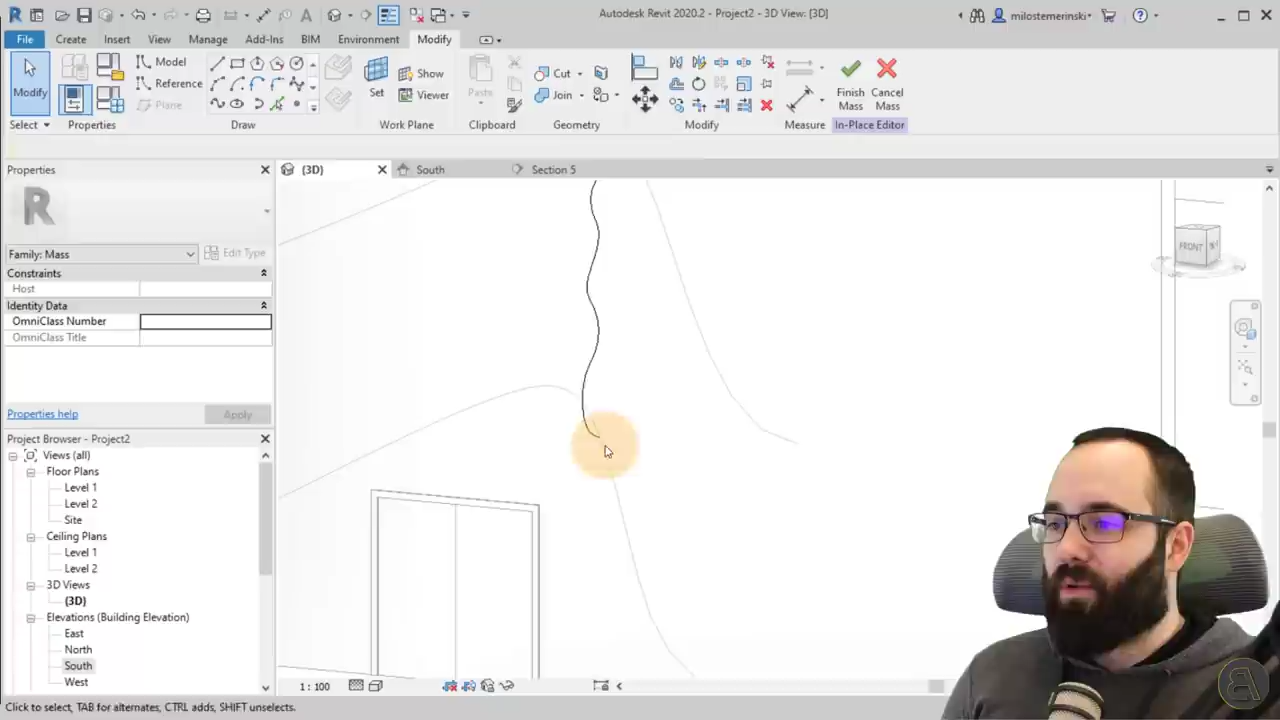 Autodesk Revit 2020.2 - Project2 - 3D View: {3D}
milostemerinski
File Create Insert View Manage Add-Ins BIM Environment Modify
Modify
Model
Reference
Plane
Set
Show
Viewer
Paste
Cut
Join
Finish Mass
Cancel Mass
Select Properties Draw Work Plane Clipboard Geometry Modify Measure In-Place Editor
Properties
{3D} South Section 5
Family: Mass
Edit Type
Constraints
Host
Identity Data
OmniClass Number
OmniClass Title
Properties help
Apply
Project Browser - Project2
Views (all)
Floor Plans
Level 1
Level 2
Site
Ceiling Plans
Level 1
Level 2
3D Views
{3D}
Elevations (Building Elevation)
East
North
South
West
FRONT
1 : 100
Click to select, TAB for alternates, CTRL adds, SHIFT unselects.